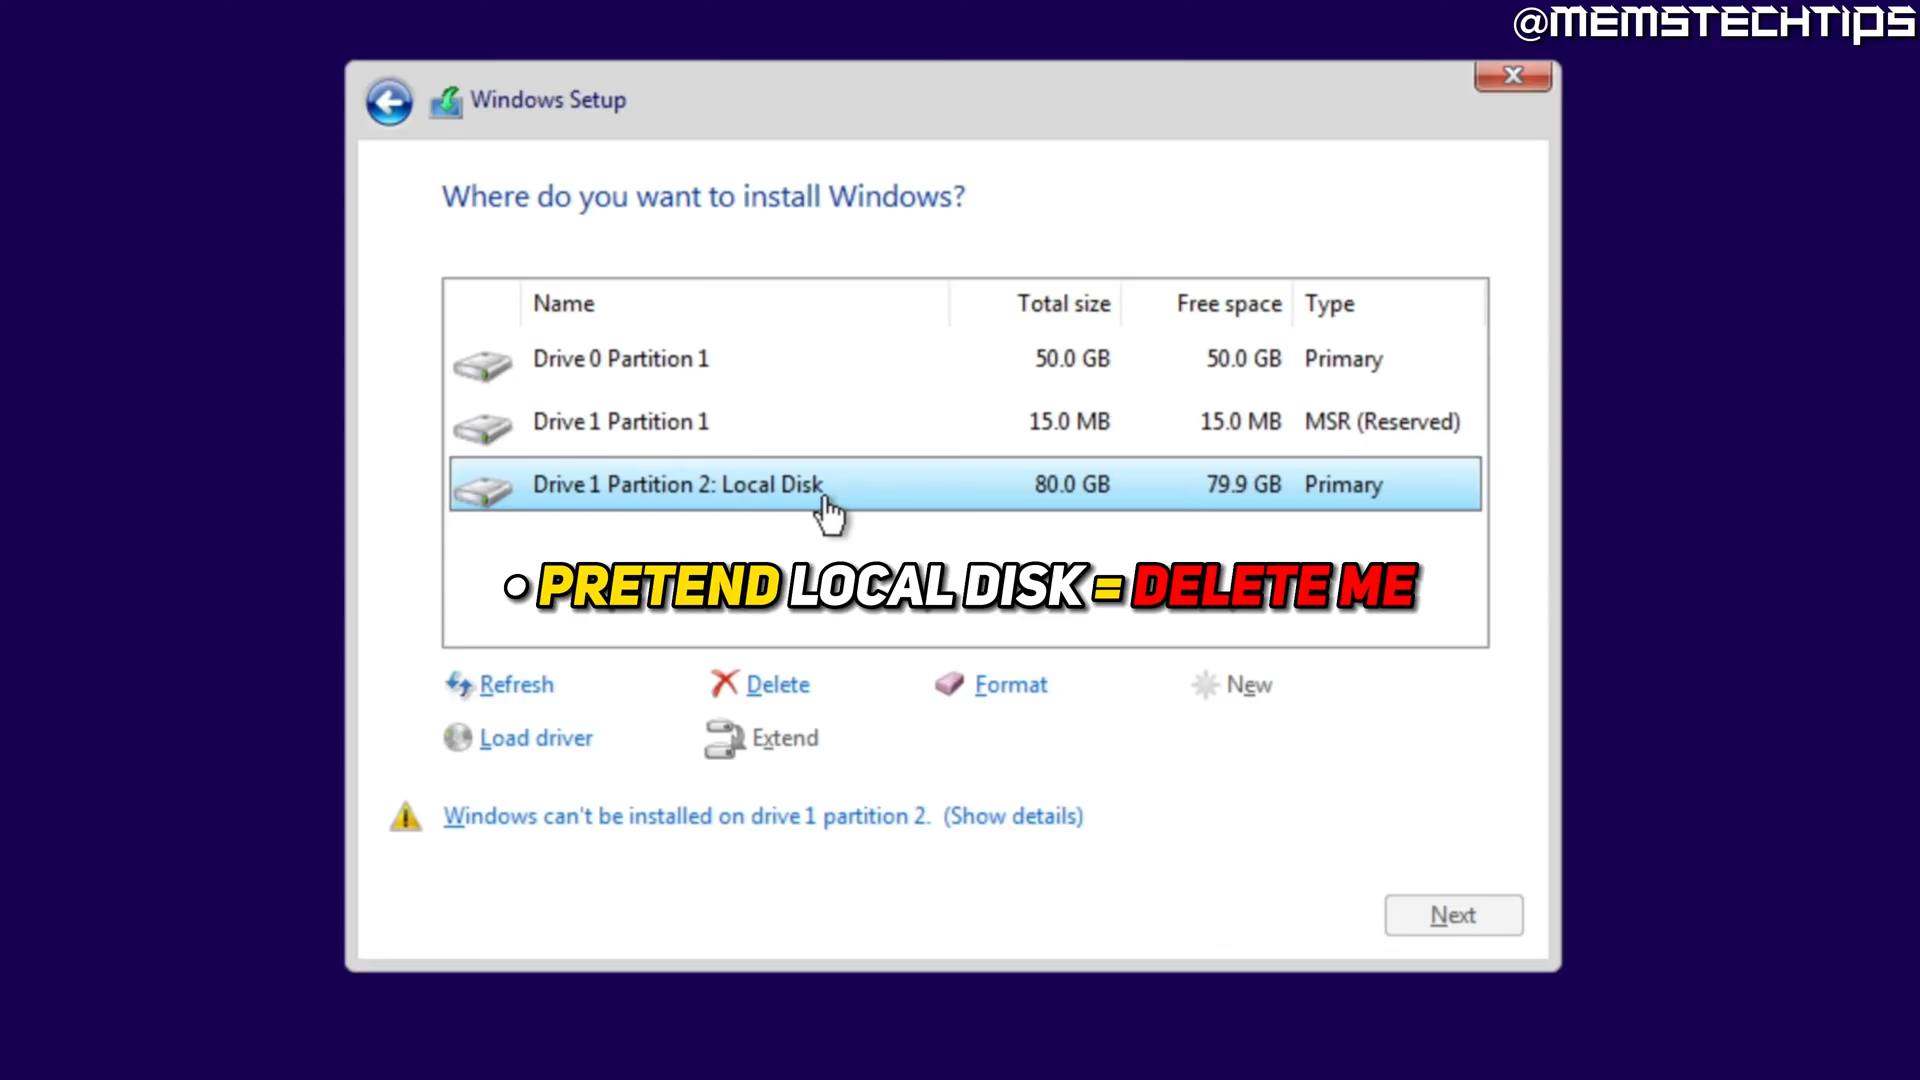 @MEMSTECHTIPS
Windows Setup
Where do you want to install Windows?
Name Total size Free space Type
Drive 0 Partition 1 50.0 GB 50.0 GB Primary
Drive 1 Partition 1 15.0 MB 15.0 MB MSR (Reserved)
Drive 1 Partition 2: Local Disk 80.0 GB 79.9 GB Primary
• PRETEND LOCAL DISK = DELETE ME
Refresh Delete Format New
Load driver Extend
Windows can't be installed on drive 1 partition 2. (Show details)
Next